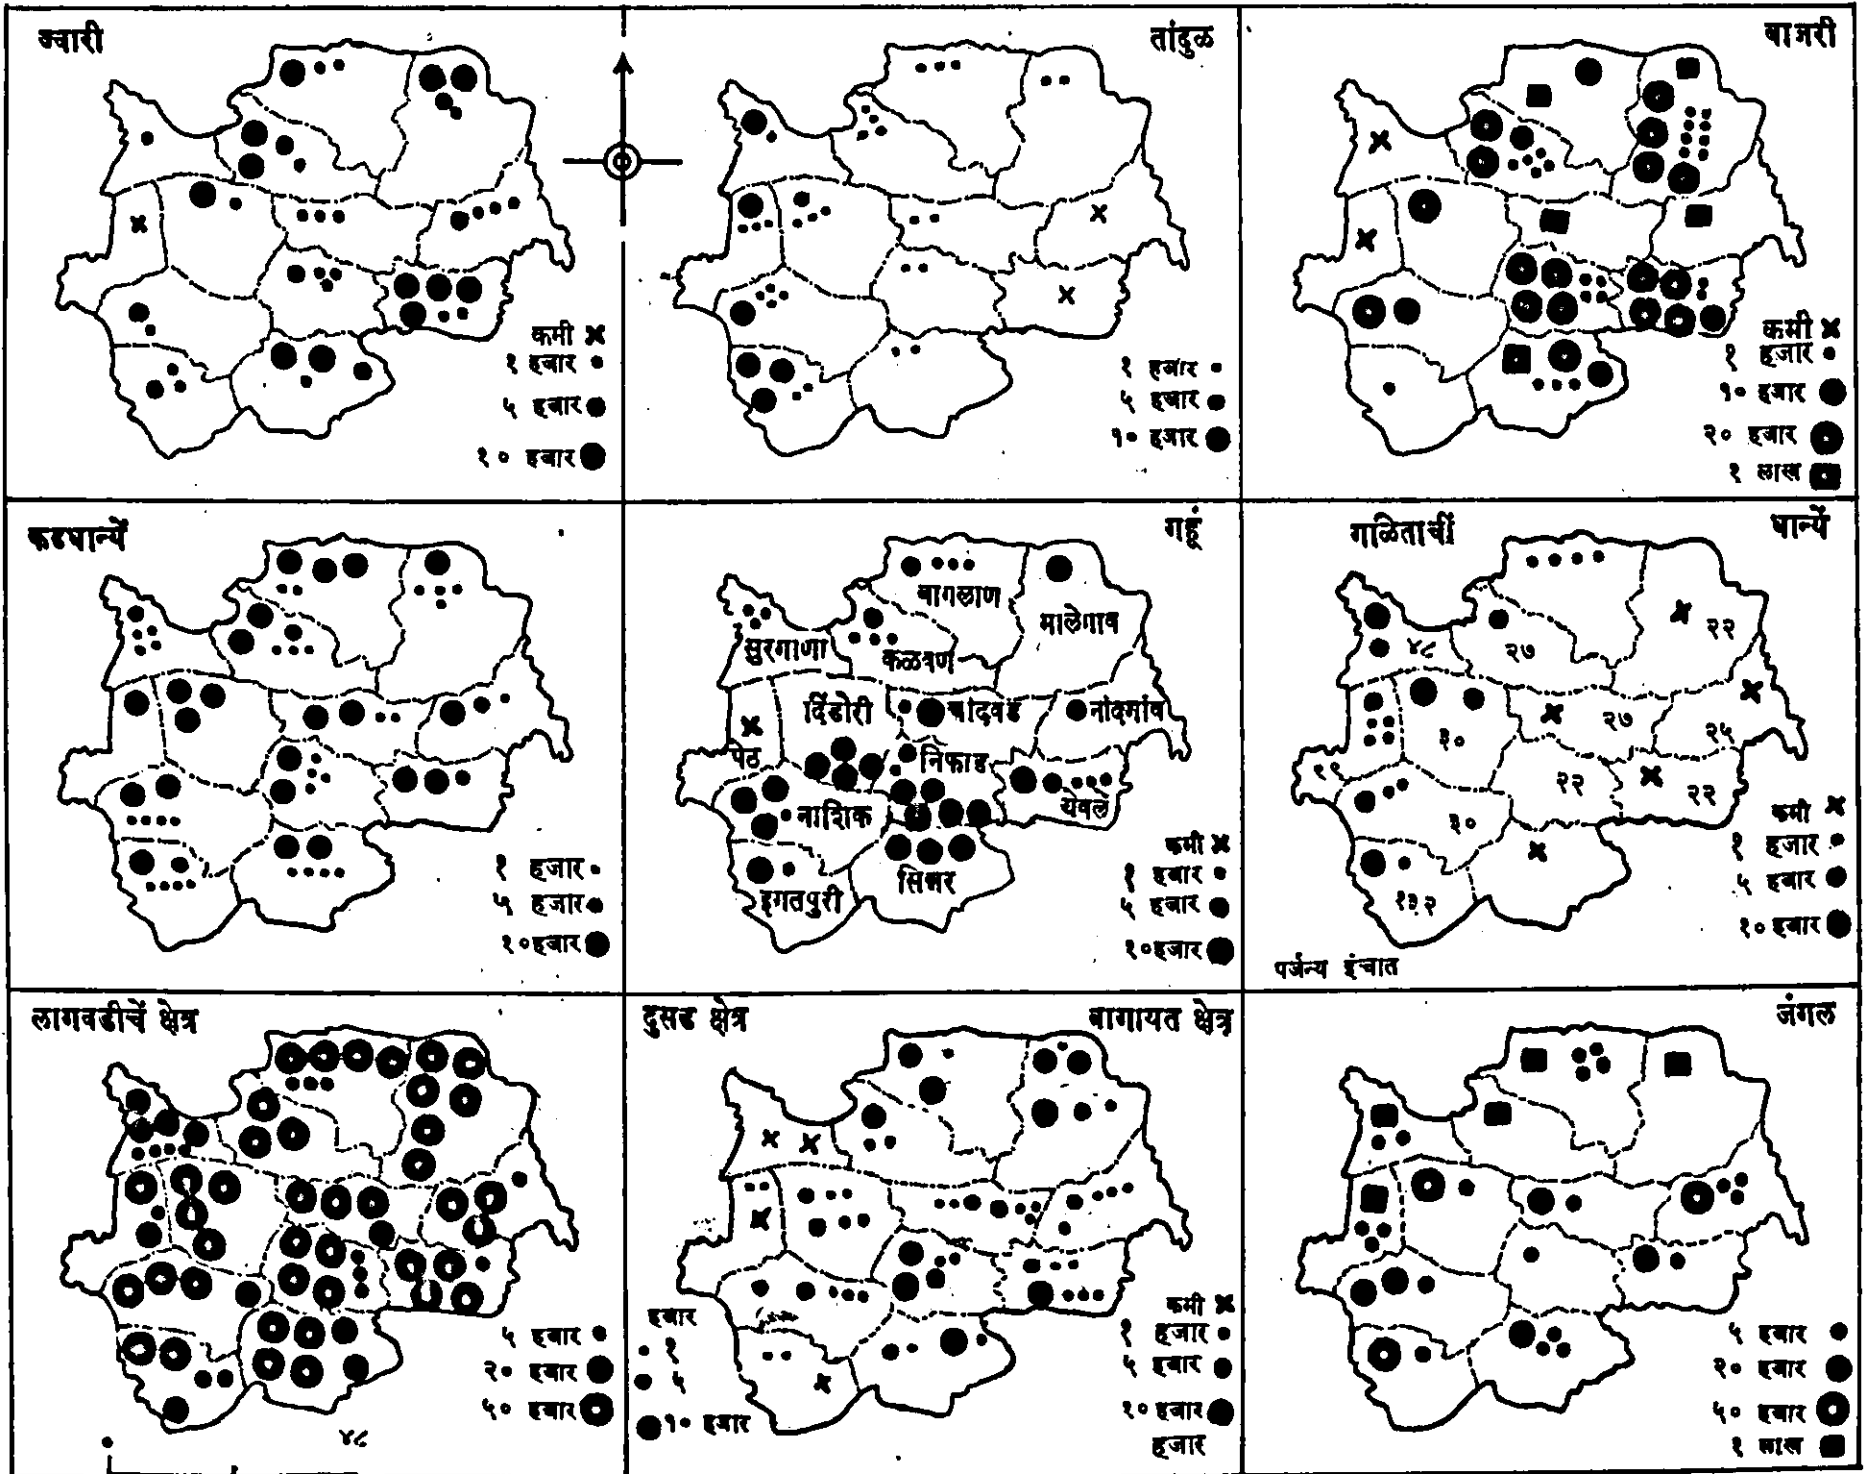 ज्वारी
कमी
१ हजार
५ हजार
१० हजार
तांदुळ
१ हजार
५ हजार
१० हजार
बाजरी
कमी
१ हजार
१० हजार
२० हजार
१ लाख
कडधान्यें
१ हजार
५ हजार
१० हजार
गहूं
बागलाण
मालेगाव
सुरगाणा
कळवण
दिंडोरी
चांदवड
नांदगांव
पेठ
निफाड
नाशिक
येवलें
सिन्नर
इगतपुरी
कमी
१ हजार
५ हजार
१० हजार
गळिताचीं धान्यें
२२
४८
२७
२७
२५
३०
९९
२२
२२
३०
१३२
कमी
१ हजार
५ हजार
१० हजार
पर्जन्य इंचात
लागवडीचें क्षेत्र
५ हजार
२० हजार
५० हजार
४८
दुसड क्षेत्र
बागायत क्षेत्र
हजार
१
५
१० हजार
कमी
१ हजार
५ हजार
१० हजार
हजार
जंगल
५ हजार
२० हजार
५० हजार
१ लाख